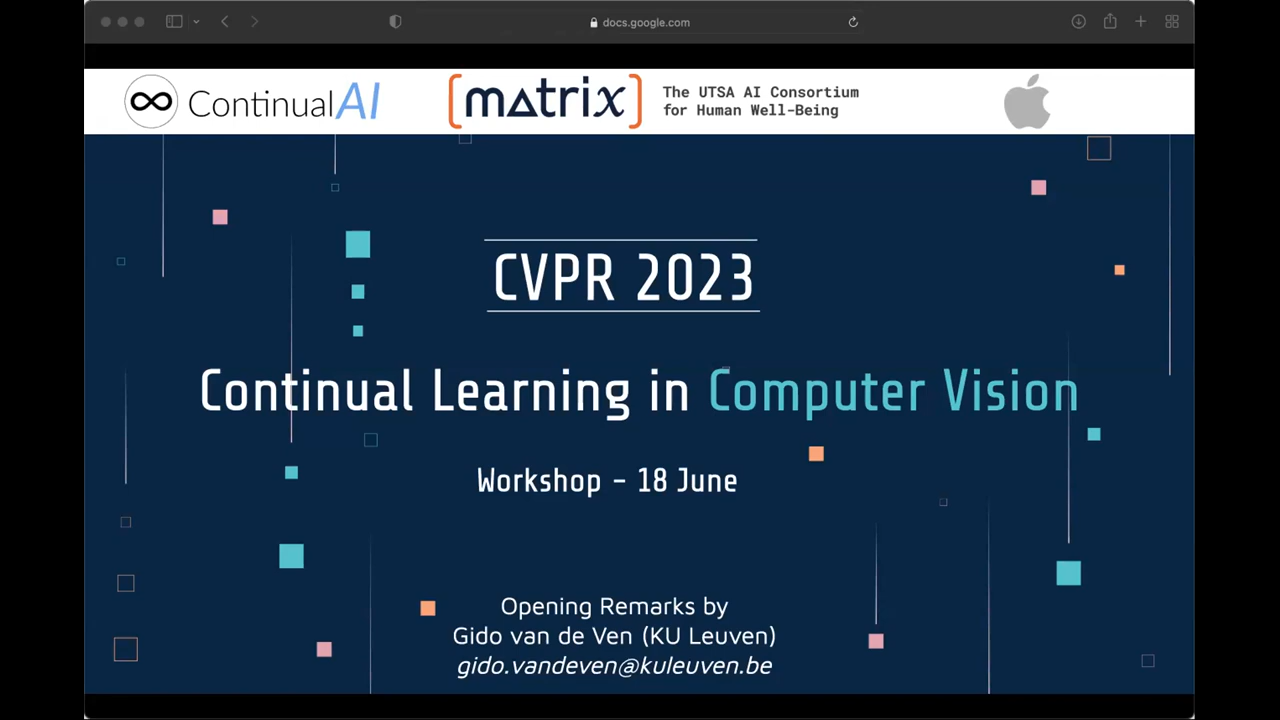 docs.google.com
ContinualAI
[matrix]
The UTSA AI Consortium
for Human Well-Being
CVPR 2023
Continual Learning in Computer Vision
Workshop - 18 June
Opening Remarks by
Gido van de Ven (KU Leuven)
gido.vandeven@kuleuven.be